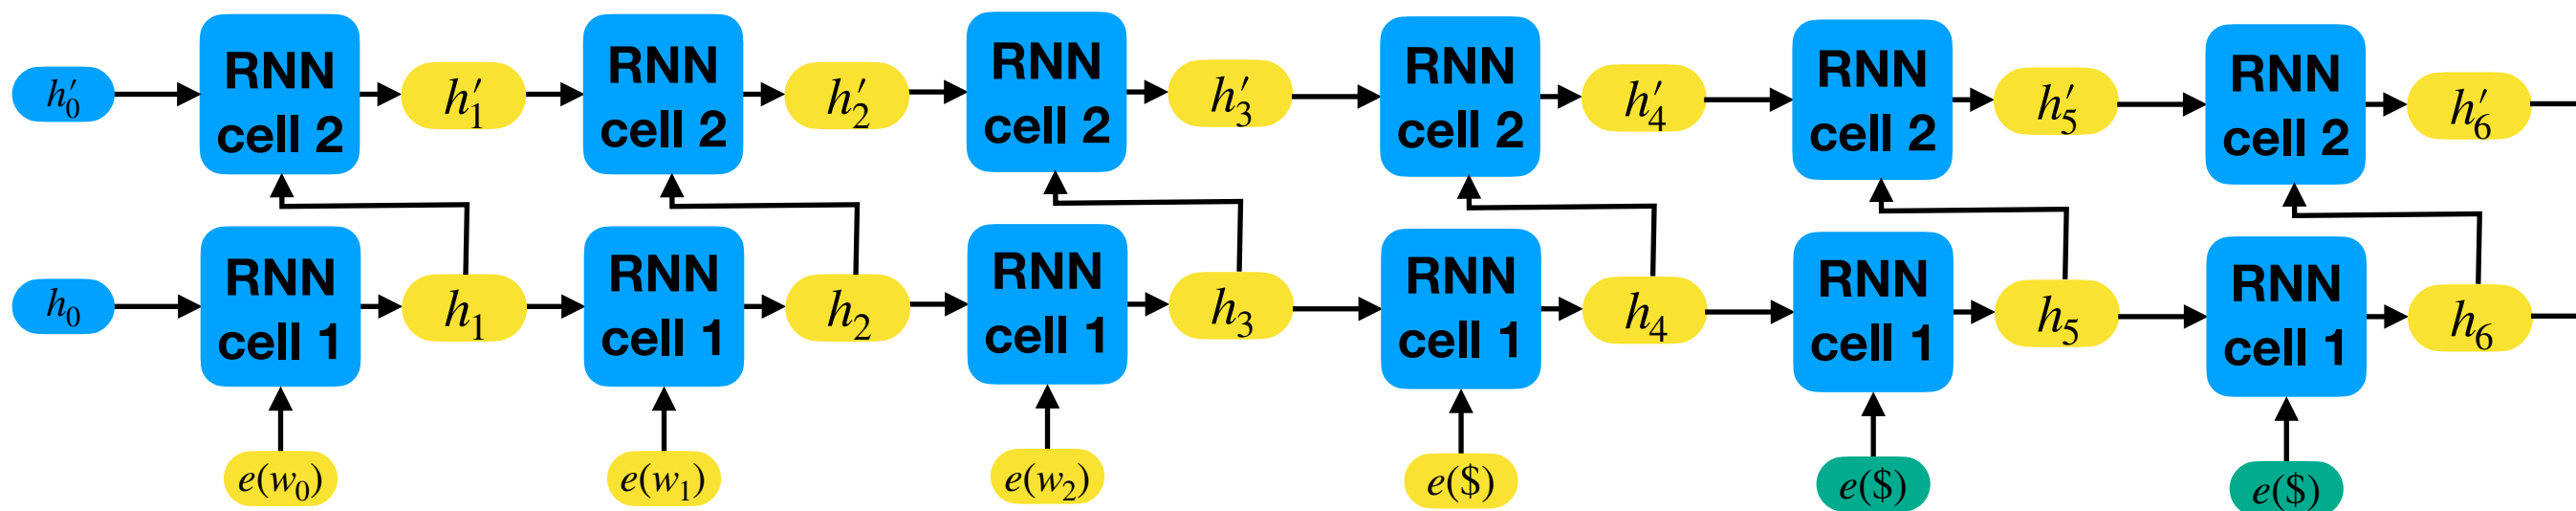 h′₀ RNN cell 2 h′₁ RNN cell 2 h′₂ RNN cell 2 h′₃ RNN cell 2 h′₄ RNN cell 2 h′₅ RNN cell 2 h′₆
h₀ RNN cell 1 h₁ RNN cell 1 h₂ RNN cell 1 h₃ RNN cell 1 h₄ RNN cell 1 h₅ RNN cell 1 h₆
e(w₀) e(w₁) e(w₂) e($) e($) e($)